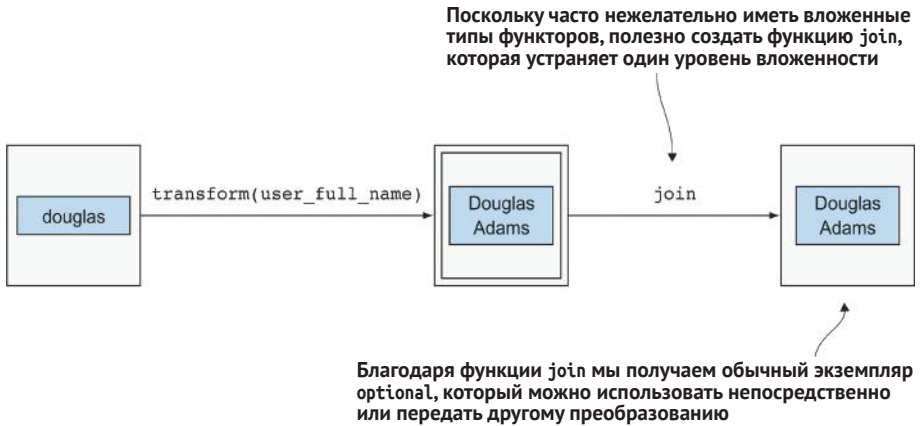 Поскольку часто нежелательно иметь вложенные
типы функторов, полезно создать функцию join,
которая устраняет один уровень вложенности
douglas
transform(user_full_name)
Douglas
Adams
join
Douglas
Adams
Благодаря функции join мы получаем обычный экземпляр
optional, который можно использовать непосредственно
или передать другому преобразованию